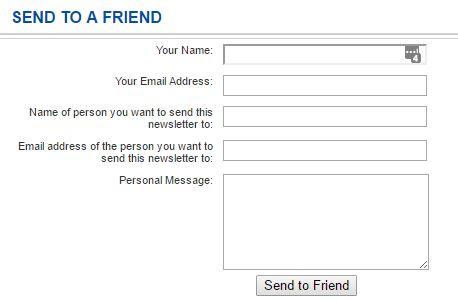 SEND TO A FRIEND
Your Name:
4
Your Email Address:
Name of person you want to send this
newsletter to:
Email address of the person you want to
send this newsletter to:
Personal Message:
Send to Friend